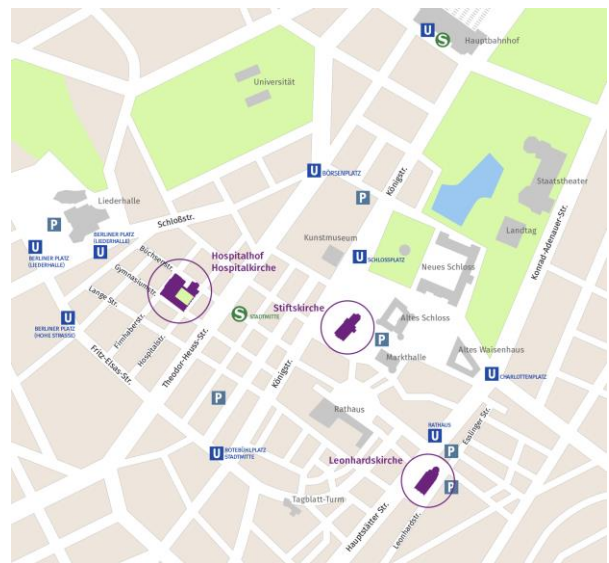 U
S
Hauptbahnhof
Universität
U BÖRSENPLATZ
P
Königstr.
Staatstheater
Liederhalle
P
Schloßstr.
Landtag
Konrad-Adenauer-Str.
BERLINER PLATZ
(LIEDERHALLE)
U
U
BERLINER PLATZ
(LIEDERHALLE)
Büchsenstr.
Hospitalhof
Hospitalkirche
Kunstmuseum
U SCHLOSSPLATZ
Neues Schloss
Gymnasiumstr.
Lange Str.
Firnhaberstr.
Hospitalstr.
S STADTMITTE
Stiftskirche
Altes Schloss
P
U
BERLINER PLATZ
(HOHE STRASSE)
Fritz-Elsas-Str.
Theodor-Heuss-Str.
Königstr.
Markthalle
Altes Waisenhaus
U CHARLOTTENPLATZ
P
Rathaus
RATHAUS
U
Esslinger Str.
P
U ROTEBÜHLPLATZ
STADTMITTE
Leonhardskirche
P
Tagblatt-Turm
Hauptstätter Str.
Leonhardstr.